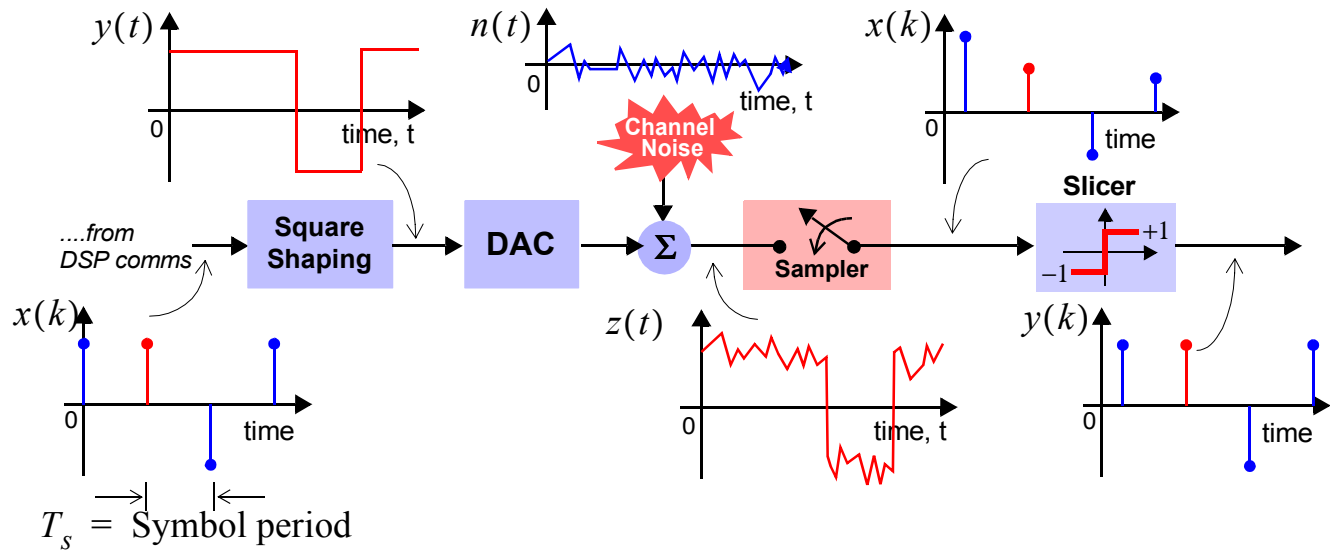 y(t)
0
time, t
n(t)
0
time, t
Channel
Noise
x(k)
0
time
....from
DSP comms
Square
Shaping
DAC
Σ
Sampler
Slicer
+1
−1
x(k)
0
time
T_s = Symbol period
z(t)
0
time, t
y(k)
0
time